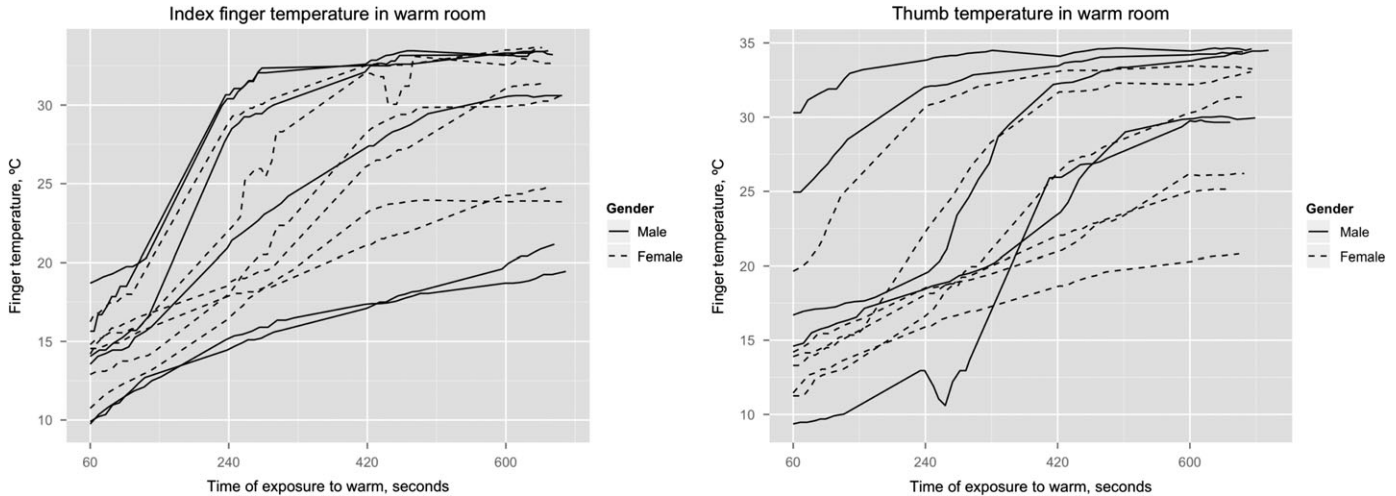 Index finger temperature in warm room
30
25
20
15
10
60
240
420
600
Finger temperature, ºC
Time of exposure to warm, seconds
Gender
Male
Female
Thumb temperature in warm room
35
30
25
20
15
10
60
240
420
600
Finger temperature, ºC
Time of exposure to warm, seconds
Gender
Male
Female